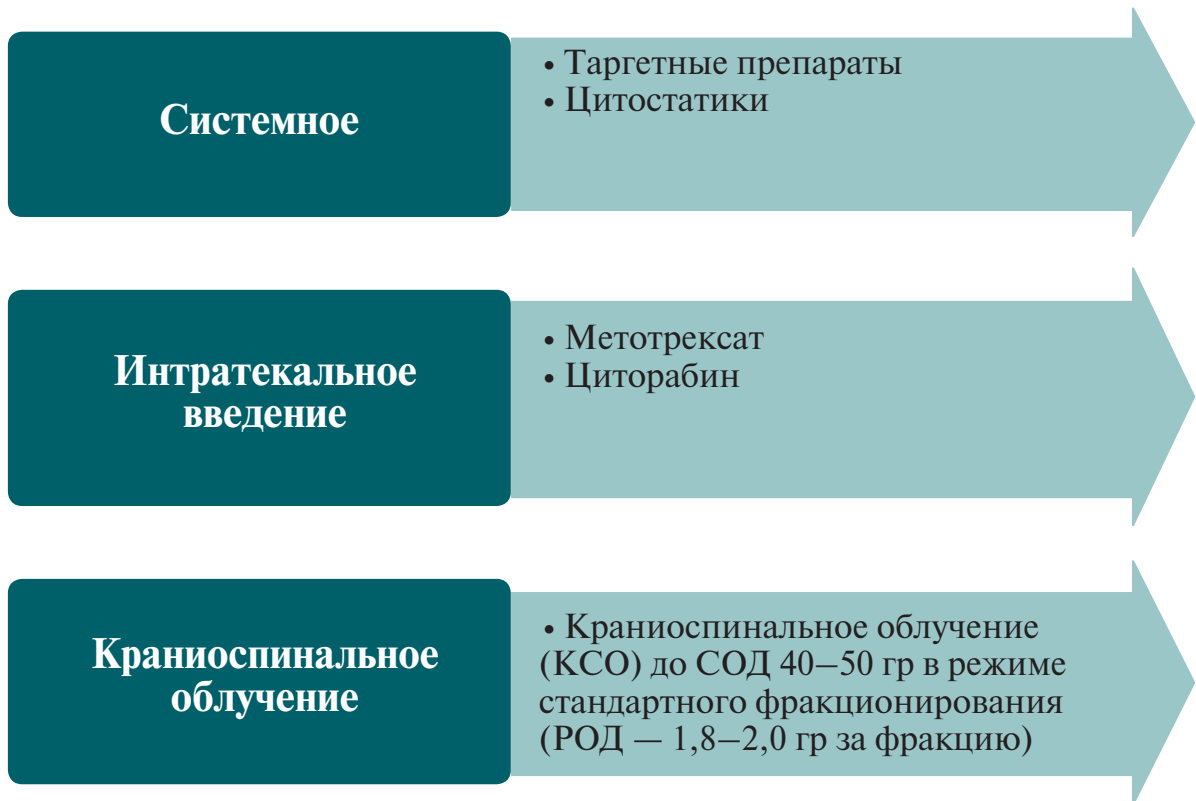 Системное
• Таргетные препараты
• Цитостатики
Интратекальное
введение
• Метотрексат
• Циторабин
Краниоспинальное
облучение
• Краниоспинальное облучение
(КСО) до СОД 40–50 гр в режиме
стандартного фракционирования
(РОД — 1,8–2,0 гр за фракцию)